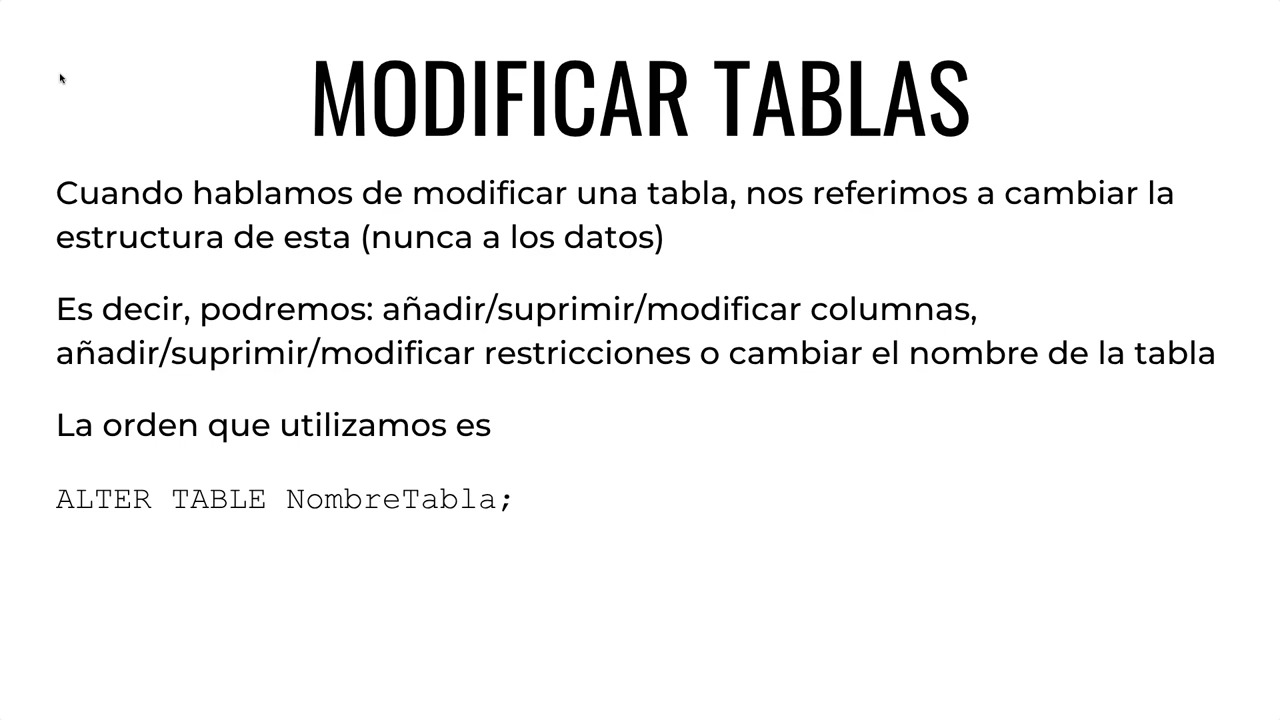 MODIFICAR TABLAS
Cuando hablamos de modificar una tabla, nos referimos a cambiar la
estructura de esta (nunca a los datos)
Es decir, podremos: añadir/suprimir/modificar columnas,
añadir/suprimir/modificar restricciones o cambiar el nombre de la tabla
La orden que utilizamos es
ALTER TABLE NombreTabla;